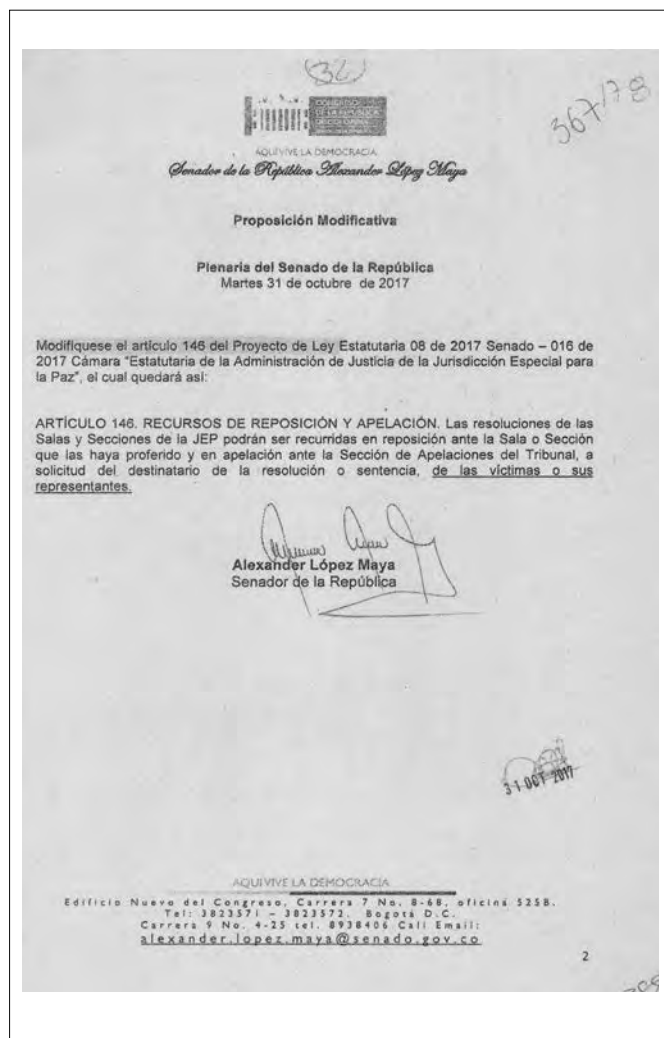 32
367/78
CONGRESO
DE LA REPÚBLICA
DE COLOMBIA
AQUÍ VIVE LA DEMOCRACIA
Senador de la República Alexander López Maya
Proposición Modificativa
Plenaria del Senado de la República
Martes 31 de octubre de 2017
Modifíquese el artículo 146 del Proyecto de Ley Estatutaria 08 de 2017 Senado – 016 de
2017 Cámara "Estatutaria de la Administración de Justicia de la Jurisdicción Especial para
la Paz", el cual quedará así:
ARTÍCULO 146. RECURSOS DE REPOSICIÓN Y APELACIÓN. Las resoluciones de las
Salas y Secciones de la JEP podrán ser recurridas en reposición ante la Sala o Sección
que las haya proferido y en apelación ante la Sección de Apelaciones del Tribunal, a
solicitud del destinatario de la resolución o sentencia, de las víctimas o sus
representantes.
Alexander López Maya
Senador de la República
31 OCT 2017
AQUI VIVE LA DEMOCRACIA
Edificio Nuevo del Congreso, Carrera 7 No. 8-68, oficina 525B.
Tel: 3823571 – 3823572. Bogotá D.C.
Carrera 9 No. 4-25 tel. 8938406 Cali Email:
alexander.lopez.maya@senado.gov.co
2